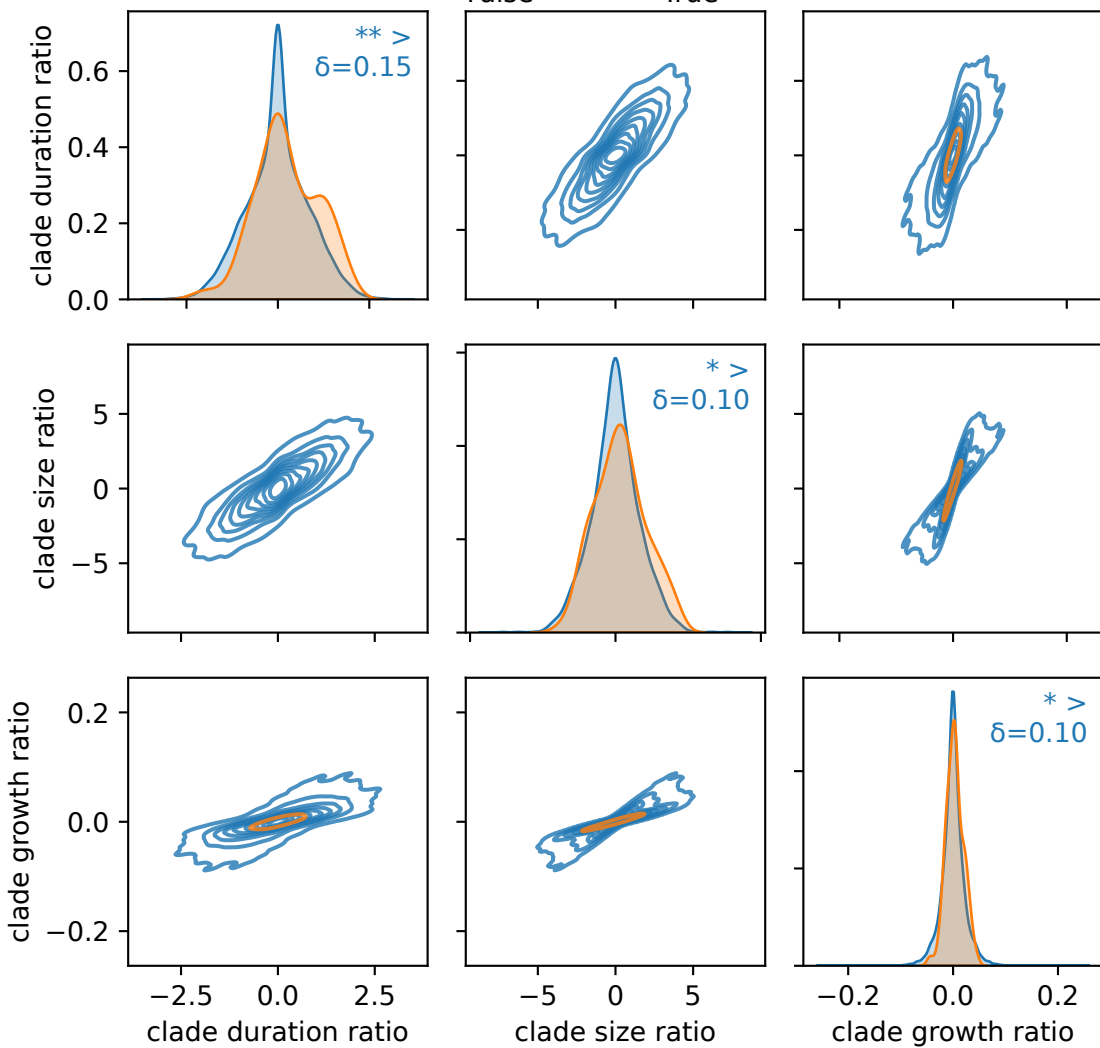 clade duration ratio
0.6
0.4
0.2
0.0
** >
δ=0.15
clade size ratio
5
0
−5
* >
δ=0.10
clade growth ratio
0.2
0.0
−0.2
* >
δ=0.10
−2.5 0.0 2.5
−5 0 5
−0.2 0.0 0.2
clade duration ratio
clade size ratio
clade growth ratio